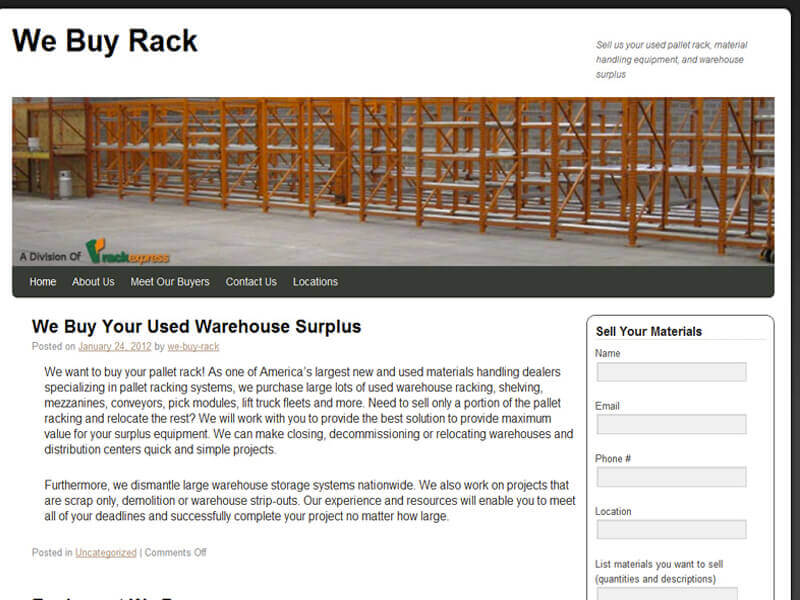 We Buy Rack
Sell us your used pallet rack, material
handling equipment, and warehouse
surplus
A Division Of rackexpress
Home About Us Meet Our Buyers Contact Us Locations
We Buy Your Used Warehouse Surplus
Posted on January 24, 2012 by we-buy-rack
We want to buy your pallet rack! As one of America's largest new and used materials handling dealers
specializing in pallet racking systems, we purchase large lots of used warehouse racking, shelving,
mezzanines, conveyors, pick modules, lift truck fleets and more. Need to sell only a portion of the pallet
racking and relocate the rest? We will work with you to provide the best solution to provide maximum
value for your surplus equipment. We can make closing, decommissioning or relocating warehouses and
distribution centers quick and simple projects.
Furthermore, we dismantle large warehouse storage systems nationwide. We also work on projects that
are scrap only, demolition or warehouse strip-outs. Our experience and resources will enable you to meet
all of your deadlines and successfully complete your project no matter how large.
Posted in Uncategorized | Comments Off
Sell Your Materials
Name
Email
Phone #
Location
List materials you want to sell
(quantities and descriptions)